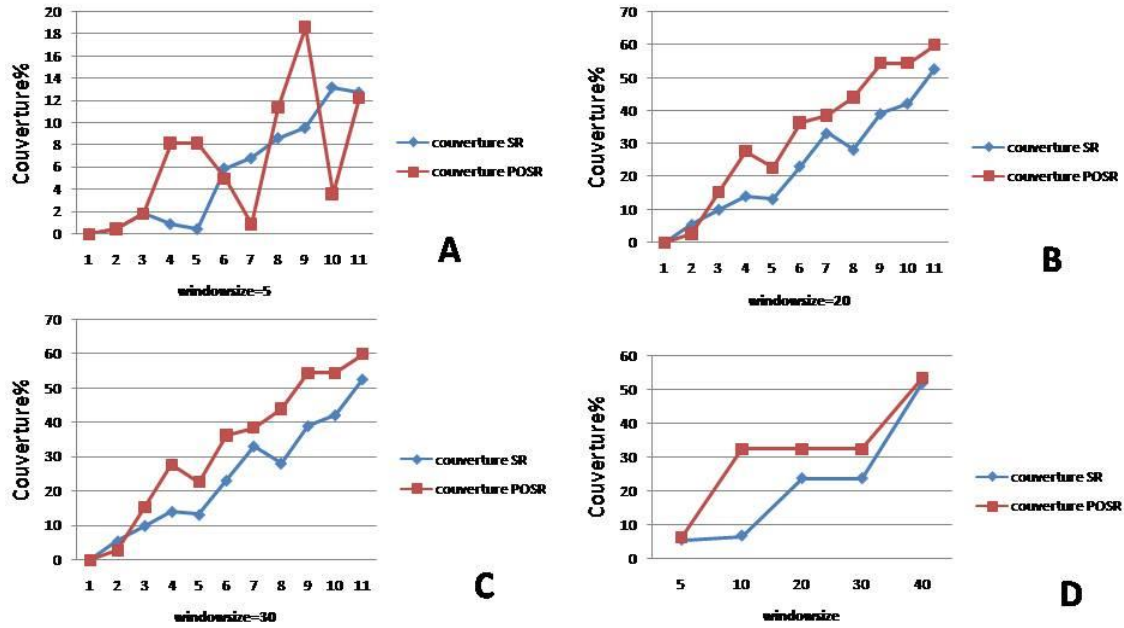 Couverture%
20
18
16
14
12
10
8
6
4
2
0
1 2 3 4 5 6 7 8 9 10 11
windowsize=5
couverture SR
couverture POSR
A
Couverture%
70
60
50
40
30
20
10
0
1 2 3 4 5 6 7 8 9 10 11
windowsize=20
couverture SR
couverture POSR
B
Couverture%
70
60
50
40
30
20
10
0
1 2 3 4 5 6 7 8 9 10 11
windowsize=30
couverture SR
couverture POSR
C
Couverture%
60
50
40
30
20
10
0
5 10 20 30 40
windowsize
couverture SR
couverture POSR
D